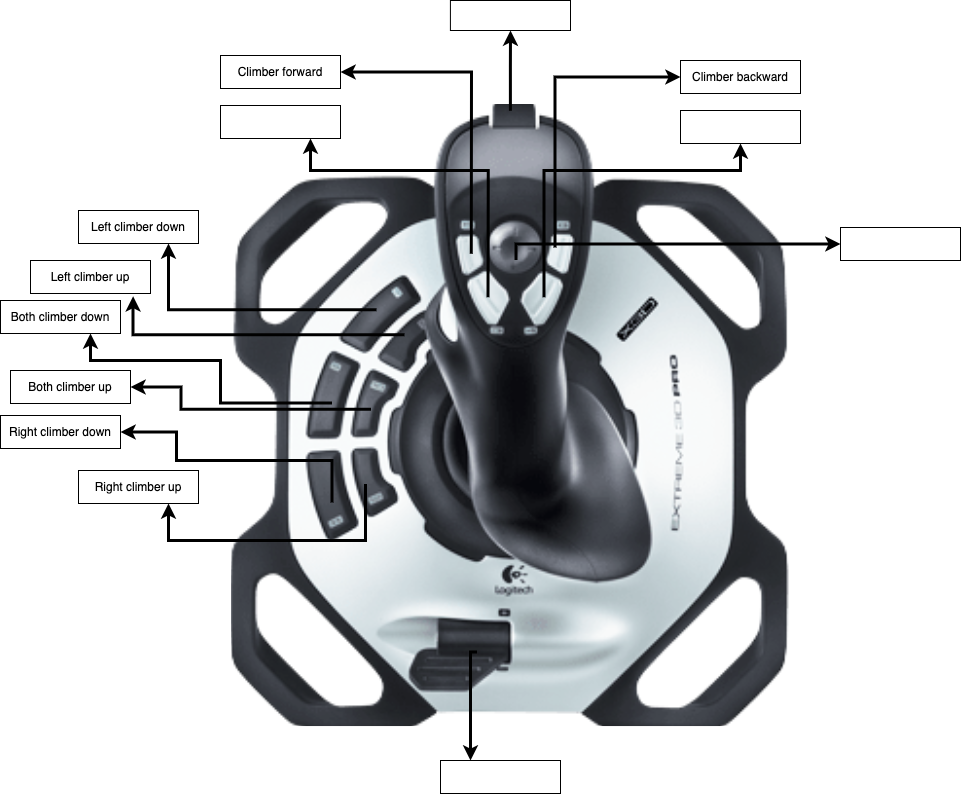 Climber forward
Climber backward
Left climber down
Left climber up
Both climber down
Both climber up
Right climber down
Right climber up
EXTREME 3D PRO
Logitech